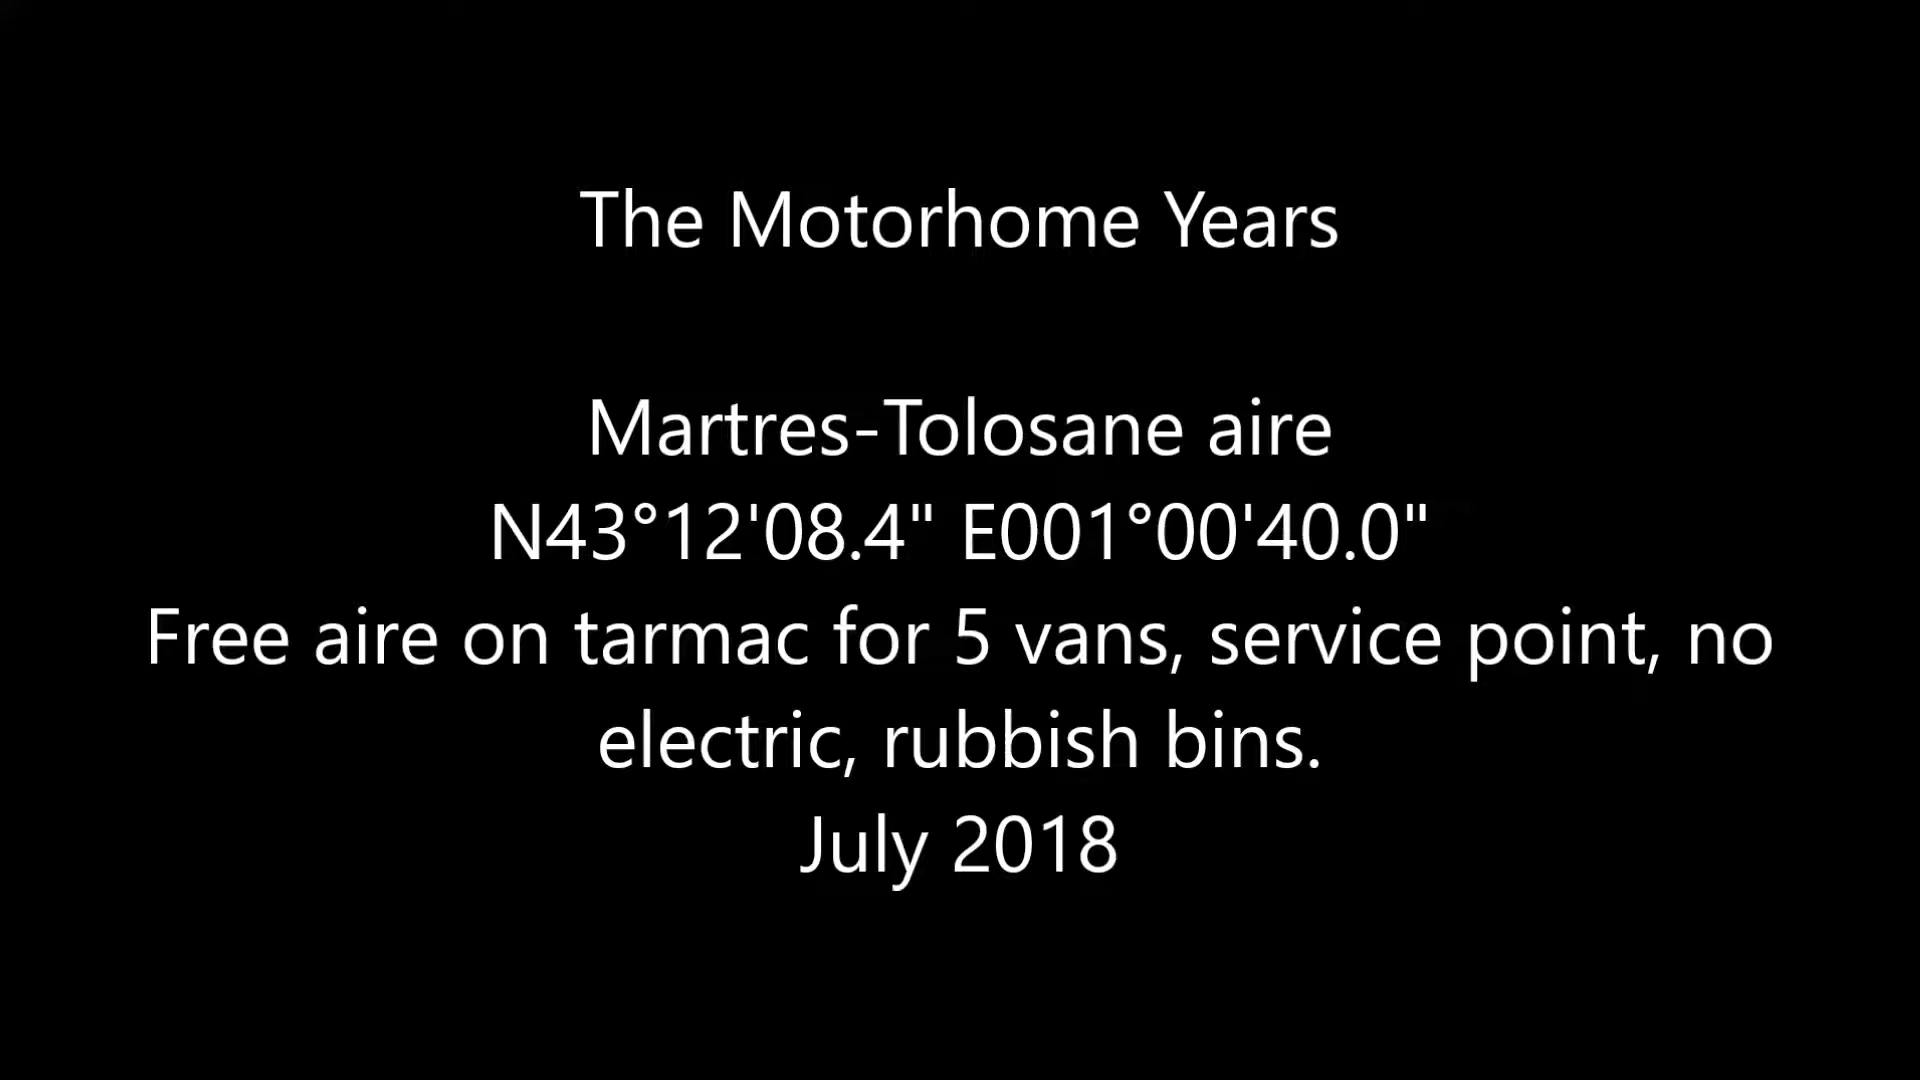 The Motorhome Years
Martres-Tolosane aire
N43°12'08.4" E001°00'40.0"
Free aire on tarmac for 5 vans, service point, no
electric, rubbish bins.
July 2018